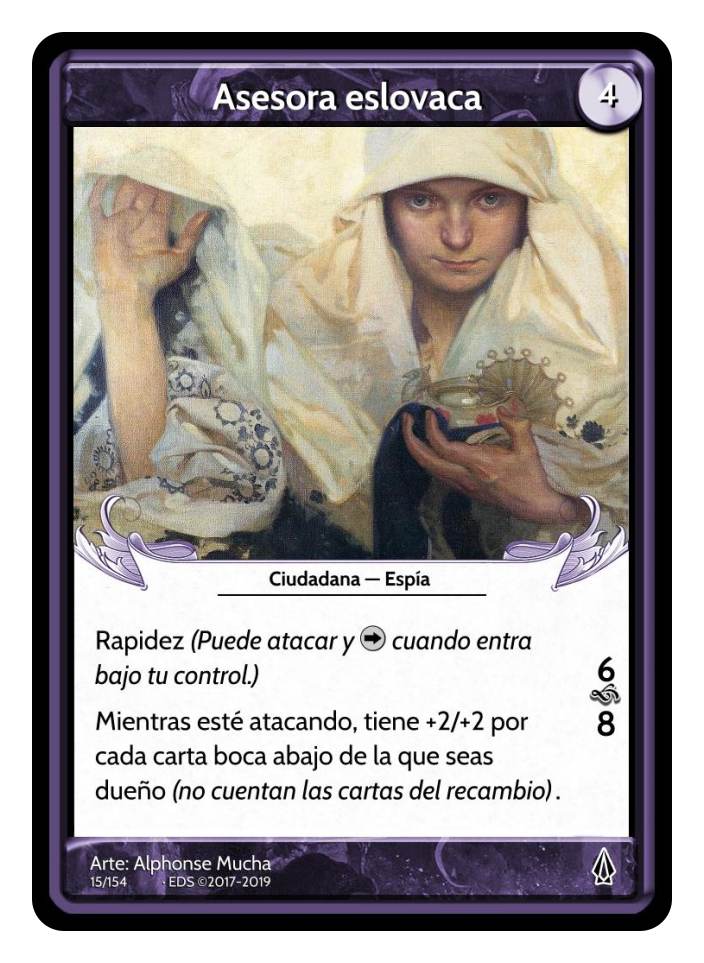 Asesora eslovaca
4
Ciudadana — Espía
Rapidez (Puede atacar y ➡ cuando entra
bajo tu control.)
Mientras esté atacando, tiene +2/+2 por
cada carta boca abajo de la que seas
dueño (no cuentan las cartas del recambio).
6
8
Arte: Alphonse Mucha
15/154 · EDS ©2017-2019